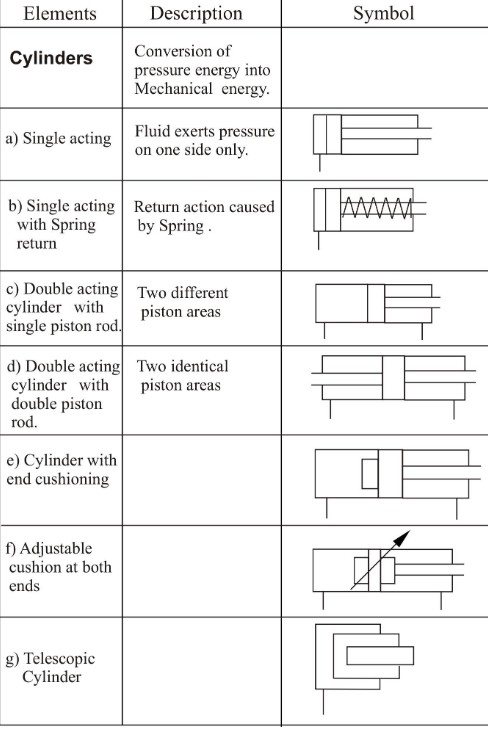 Elements Description Symbol
Cylinders
Conversion of
pressure energy into
Mechanical energy.
a) Single acting
Fluid exerts pressure
on one side only.
b) Single acting
with Spring
return
Return action caused
by Spring .
c) Double acting
cylinder with
single piston rod.
Two different
piston areas
d) Double acting
cylinder with
double piston
rod.
Two identical
piston areas
e) Cylinder with
end cushioning
f) Adjustable
cushion at both
ends
g) Telescopic
Cylinder